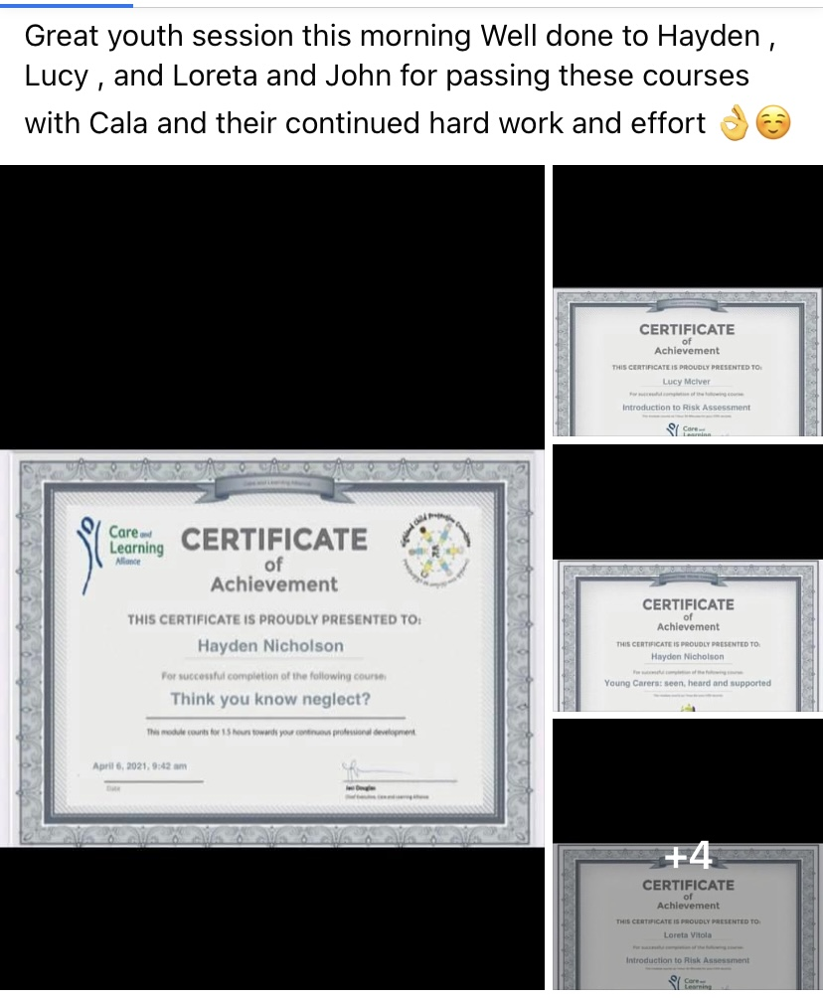 Great youth session this morning Well done to Hayden ,
Lucy , and Loreta and John for passing these courses
with Cala and their continued hard work and effort 👌☺️
Care and
Learning
Alliance
CERTIFICATE
of
Achievement
THIS CERTIFICATE IS PROUDLY PRESENTED TO:
Hayden Nicholson
For successful completion of the following course:
Think you know neglect?
This module counts for 1.5 hours towards your continuous professional development.
April 6, 2021, 9:42 am
Date
CERTIFICATE
of
Achievement
THIS CERTIFICATE IS PROUDLY PRESENTED TO:
Lucy McIver
For successful completion of the following course:
Introduction to Risk Assessment
Care and
Learning
CERTIFICATE
of
Achievement
THIS CERTIFICATE IS PROUDLY PRESENTED TO:
Hayden Nicholson
For successful completion of the following course:
Young Carers: seen, heard and supported
+4
CERTIFICATE
of
Achievement
THIS CERTIFICATE IS PROUDLY PRESENTED TO:
Loreta Vitola
For successful completion of the following course:
Introduction to Risk Assessment
Care and
Learning